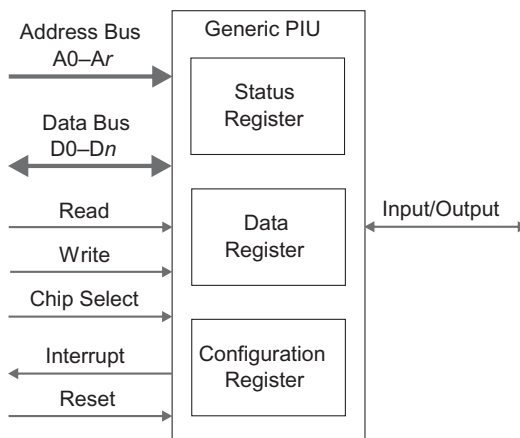 Address Bus
A0–Ar
Data Bus
D0–Dn
Read
Write
Chip Select
Interrupt
Reset
Generic PIU
Status
Register
Data
Register
Configuration
Register
Input/Output